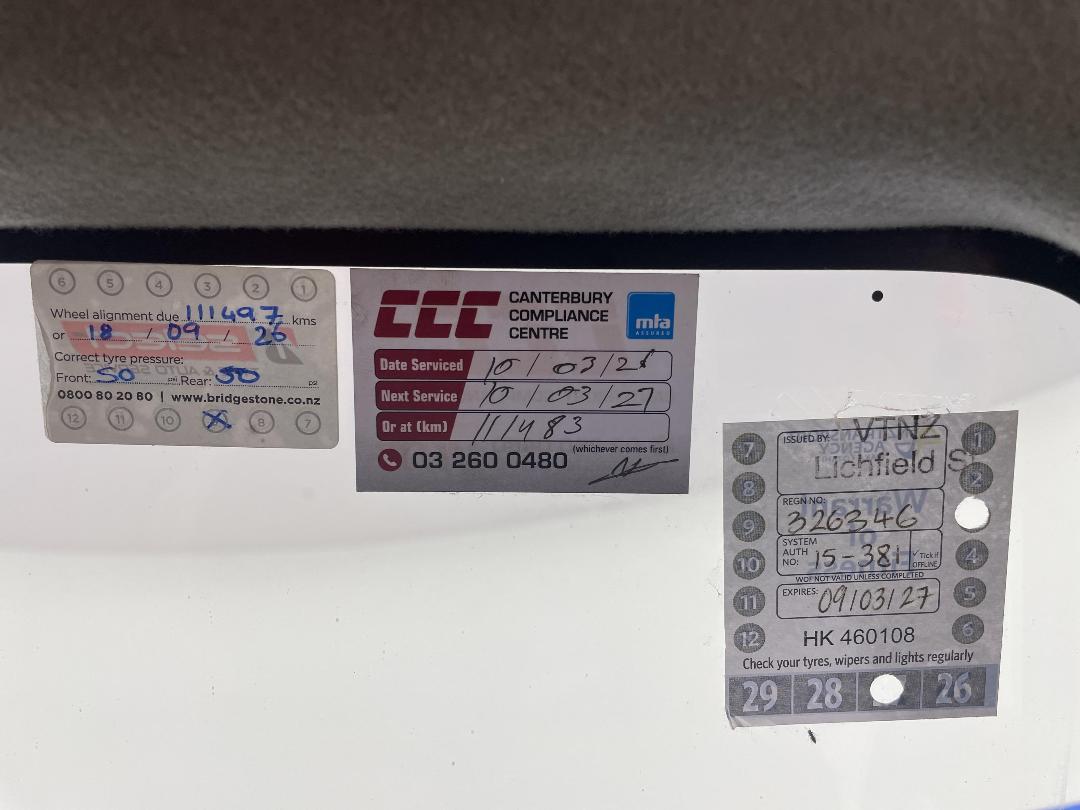 6 5 4 3 2 1
Wheel alignment due 111497 kms
or 18 / 09 / 26
Correct tyre pressure:
Front: 50 psi Rear: 50 psi
0800 80 20 80 | www.bridgestone.co.nz
12 11 10 8 7
CCC CANTERBURY
COMPLIANCE
CENTRE
mta
ASSURED
Date Serviced 10 / 03 / 26
Next Service 10 / 03 / 27
Or at (km) 111483
(whichever comes first)
03 260 0480
7 8 9 10 11 12
ISSUED BY: VTNZ
Lichfield St
REGN NO:
326346
SYSTEM
AUTH
NO: 15-381 ✓ Tick if
OFFLINE
WOF NOT VALID UNLESS COMPLETED
EXPIRES: 09/03/27
HK 460108
1 2 4 5 6
Check your tyres, wipers and lights regularly
29 28 26